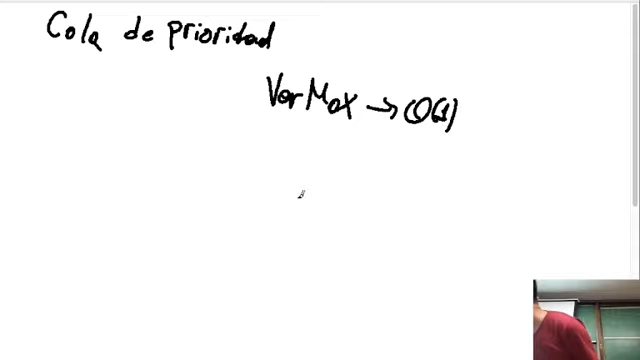 Cola de prioridad
VerMax → O(1)